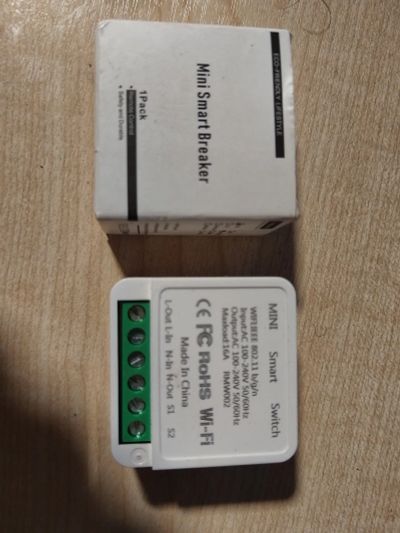 ECO-FRIENDLY LIFESTYLE
Mini Smart Breaker
1Pack
Remote Control
Safety and Durable
MINI Smart Switch
WIFI:IEEE 802.11 b/g/n
Input:AC 100-240V 50/60Hz
Output:AC 100-240V 50/60Hz
Maxload:16A RMW002
CE FC RoHS Wi-Fi
Made In China
L-Out L-In N-In N-Out S1 S2